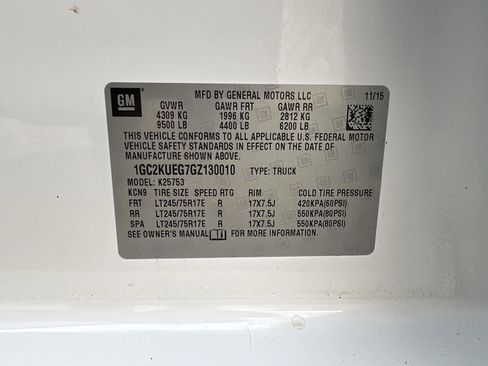 GM
MFD BY GENERAL MOTORS LLC 11/15
GVWR GAWR FRT GAWR RR
4309 KG 1996 KG 2812 KG
9500 LB 4400 LB 6200 LB
THIS VEHICLE CONFORMS TO ALL APPLICABLE U.S. FEDERAL MOTOR
VEHICLE SAFETY STANDARDS IN EFFECT ON THE DATE OF
MANUFACTURE SHOWN ABOVE.
1GC2KUEG7GZ130010 TYPE: TRUCK
MODEL: K25753
KCN9 TIRE SIZE SPEED RTG RIM COLD TIRE PRESSURE
FRT LT245/75R17E R 17X7.5J 420KPA(60PSI)
RR LT245/75R17E R 17X7.5J 550KPA(80PSI)
SPA LT245/75R17E R 17X7.5J 550KPA(80PSI)
SEE OWNER'S MANUAL FOR MORE INFORMATION.